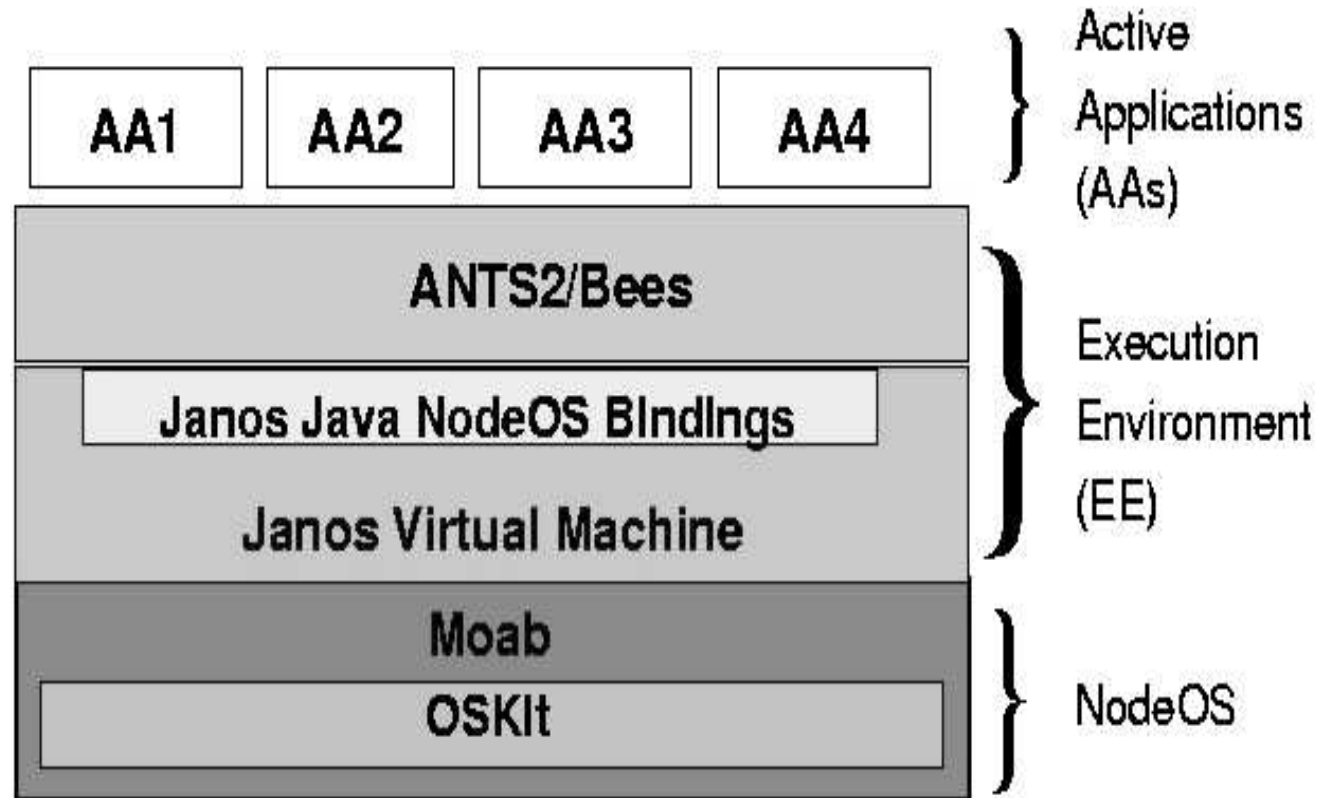 AA1
AA2
AA3
AA4
Active
Applications
(AAs)
ANTS2/Bees
Janos Java NodeOS Bindings
Janos Virtual Machine
Execution
Environment
(EE)
Moab
OSKit
NodeOS